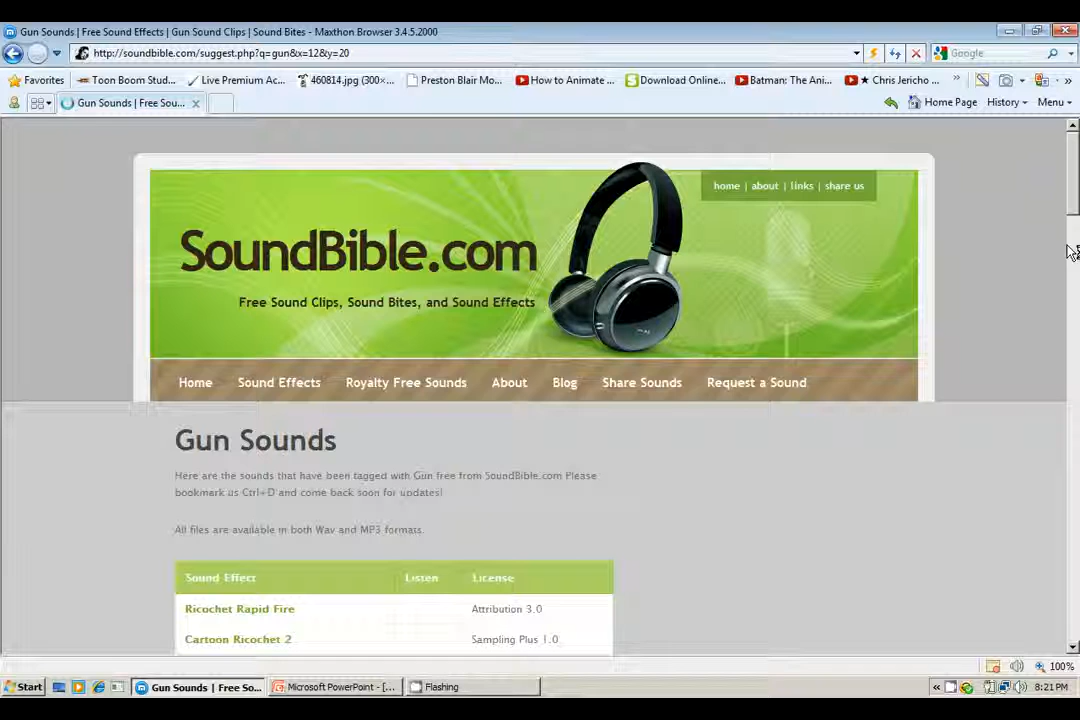 Gun Sounds | Free Sound Effects | Gun Sound Clips | Sound Bites - Maxthon Browser 3.4.5.2000
http://soundbible.com/suggest.php?q=gun&x=12&y=20
Google
Favorites
Toon Boom Stud...
Live Premium Ac...
460814.jpg (300×...
Preston Blair Mo...
How to Animate ...
Download Online...
Batman: The Ani...
★ Chris Jericho ...
Gun Sounds | Free Sou...
Home Page
History
Menu
home | about | links | share us
SoundBible.com
Free Sound Clips, Sound Bites, and Sound Effects
Home
Sound Effects
Royalty Free Sounds
About
Blog
Share Sounds
Request a Sound
Gun Sounds
Here are the sounds that have been tagged with Gun free from SoundBible.com Please
bookmark us Ctrl+D and come back soon for updates!
All files are available in both Wav and MP3 formats.
Sound Effect Listen License
Ricochet Rapid Fire Attribution 3.0
Cartoon Ricochet 2 Sampling Plus 1.0
100%
Start
Gun Sounds | Free So...
Microsoft PowerPoint - [...
Flashing
8:21 PM